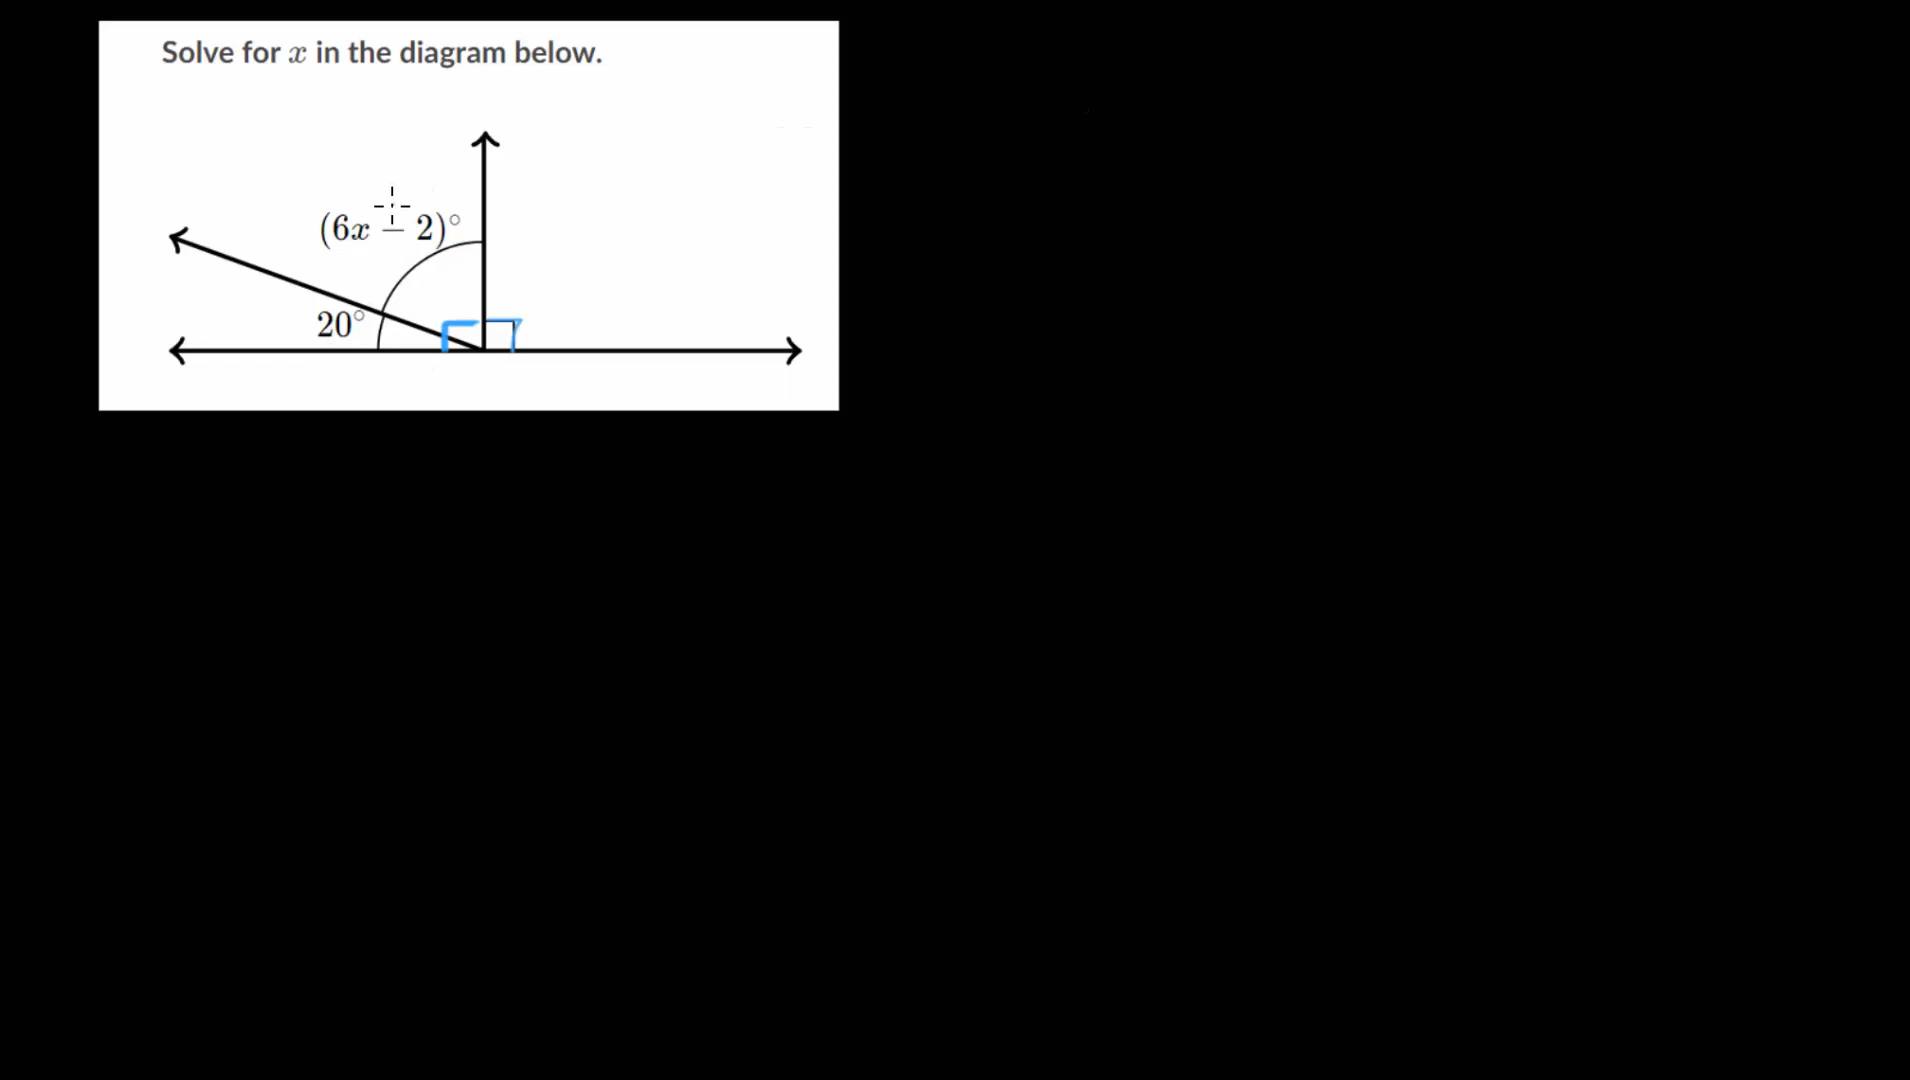 Solve for x in the diagram below.
(6x − 2)°
20°